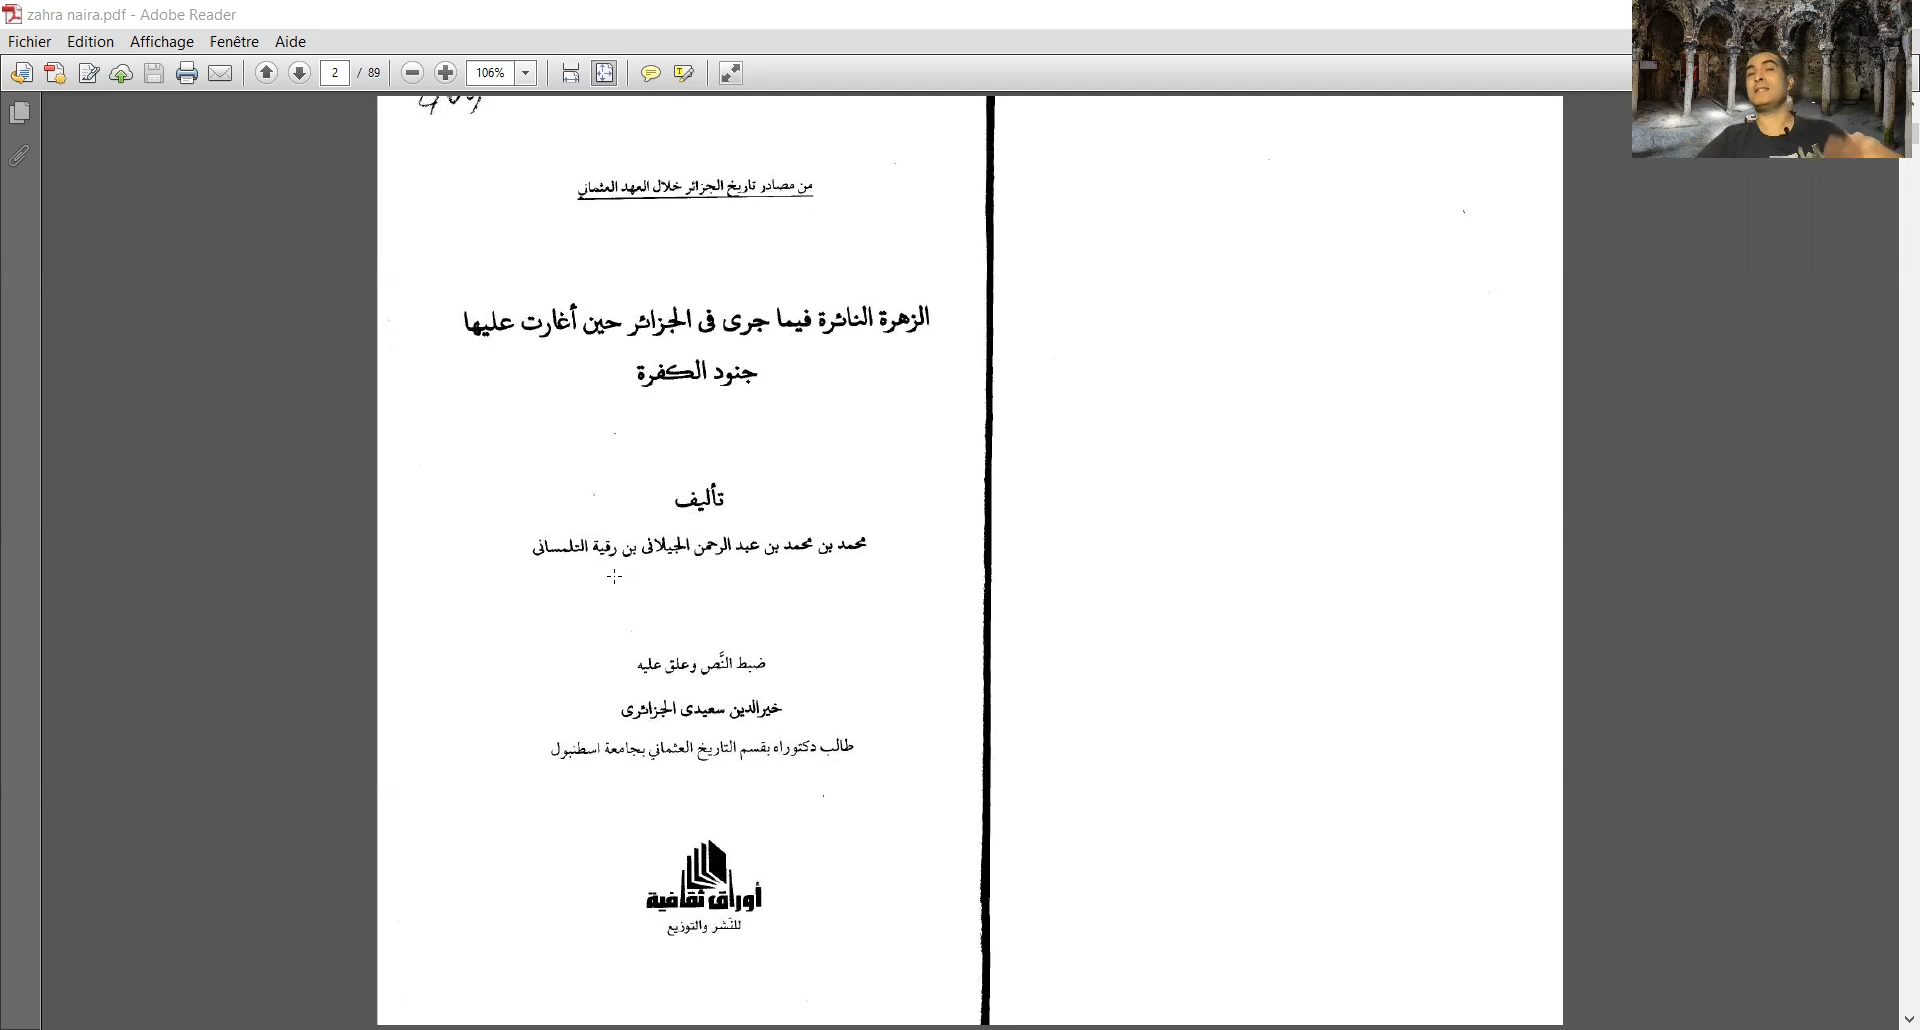 zahra naira.pdf - Adobe Reader
Fichier Edition Affichage Fenêtre Aide
2 / 89 106%
من مصادر تاريخ الجزائر خلال العهد العثماني
الزهرة النائرة فيما جرى فى الجزائر حين أغارت عليها
جنود الكفرة
تأليف
محمد بن محمد بن عبد الرحمن الجيلانى بن رقية التلمسانى
ضبط النَّص وعلق عليه
خيرالدين سعيدى الجزائرى
طالب دكتوراه بقسم التاريخ العثماني بجامعة اسطنبول
أوراق ثقافية
للنّشر والتوزيع